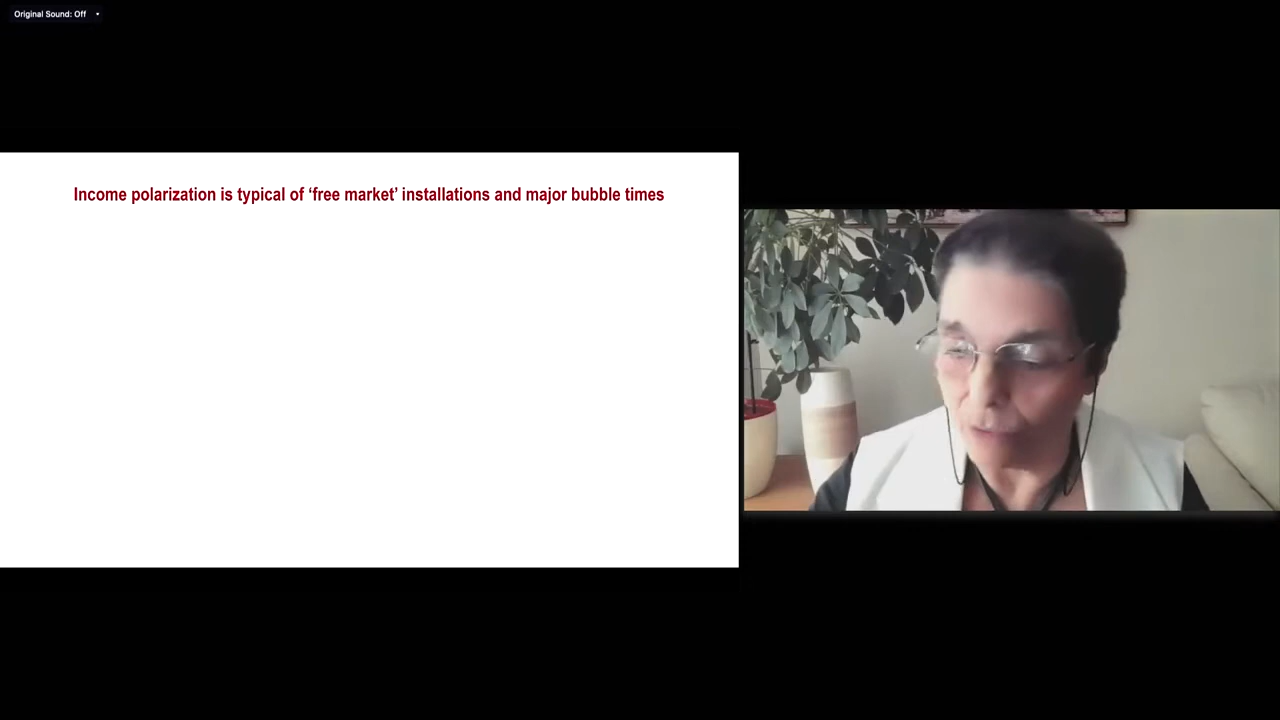 Original Sound: Off
Income polarization is typical of ‘free market’ installations and major bubble times